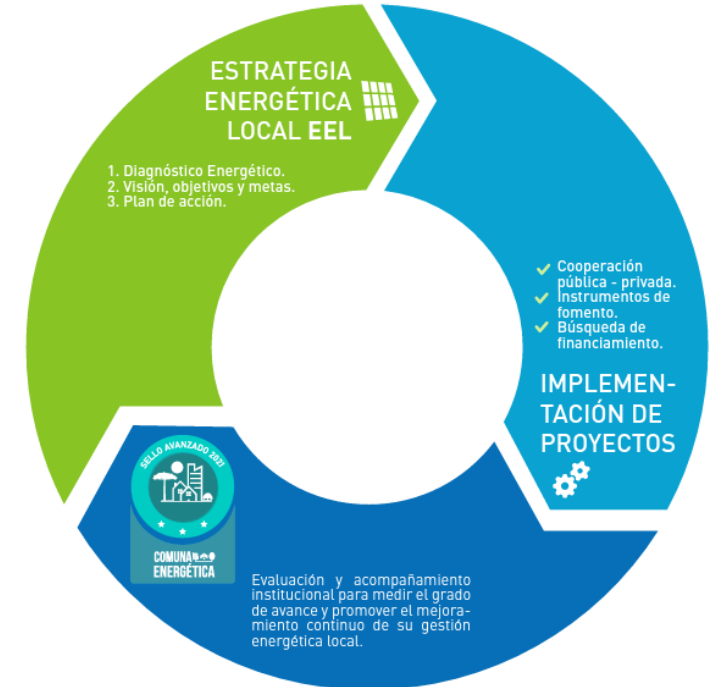 ESTRATEGIA
ENERGÉTICA
LOCAL EEL
1. Diagnóstico Energético.
2. Visión, objetivos y metas.
3. Plan de acción.
Cooperación
pública - privada.
Instrumentos de
fomento.
Búsqueda de
financiamiento.
IMPLEMEN-
TACIÓN DE
PROYECTOS
SELLO AVANZADO 2021
COMUNA
ENERGÉTICA
Evaluación y acompañamiento
institucional para medir el grado
de avance y promover el mejora-
miento continuo de su gestión
energética local.